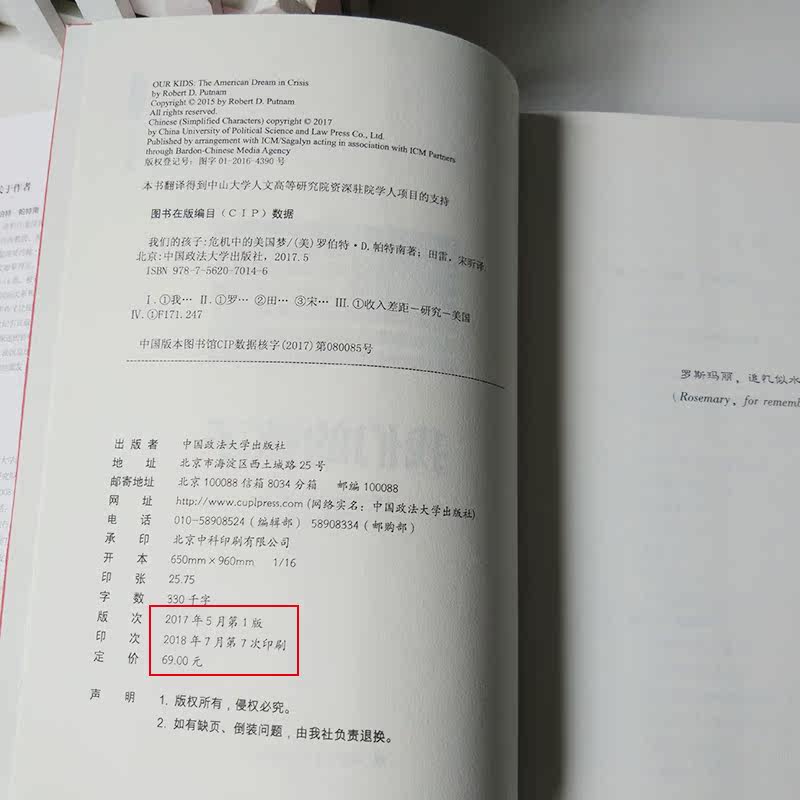 OUR KIDS: The American Dream in Crisis
by Robert D. Putnam
Copyright © 2015 by Robert D. Putnam
All rights reserved.
Chinese (Simplified Characters) copyright © 2017
by China University of Political Science and Law Press Co., Ltd.
Published by arrangement with ICM/Sagalyn acting in association with ICM Partners
through Bardon-Chinese Media Agency
版权登记号：图字 01-2016-4390 号
本书翻译得到中山大学人文高等研究院资深驻院学人项目的支持
图书在版编目（CIP）数据
我们的孩子:危机中的美国梦/(美)罗伯特·D.帕特南著；田雷，宋昕译
北京:中国政法大学出版社，2017.5
ISBN 978-7-5620-7014-6
Ⅰ.①我… Ⅱ.①罗… ②田… ③宋… Ⅲ.①收入差距－研究－美国
Ⅳ.①F171.247
中国版本图书馆CIP数据核字(2017)第080085号
出版者 中国政法大学出版社
地 址 北京市海淀区西土城路 25 号
邮寄地址 北京 100088 信箱 8034 分箱 邮编 100088
网 址 http://www.cuplpress.com (网络实名：中国政法大学出版社)
电 话 010-58908524（编辑部） 58908334（邮购部）
承 印 北京中科印刷有限公司
开 本 650mm×960mm 1/16
印 张 25.75
字 数 330 千字
版 次 2017 年 5 月第 1 版
印 次 2018 年 7 月第 7 次印刷
定 价 69.00 元
声 明 1. 版权所有，侵权必究。
2. 如有缺页、倒装问题，由我社负责退换。
罗斯玛丽，追忆似水
(Rosemary, for rememb